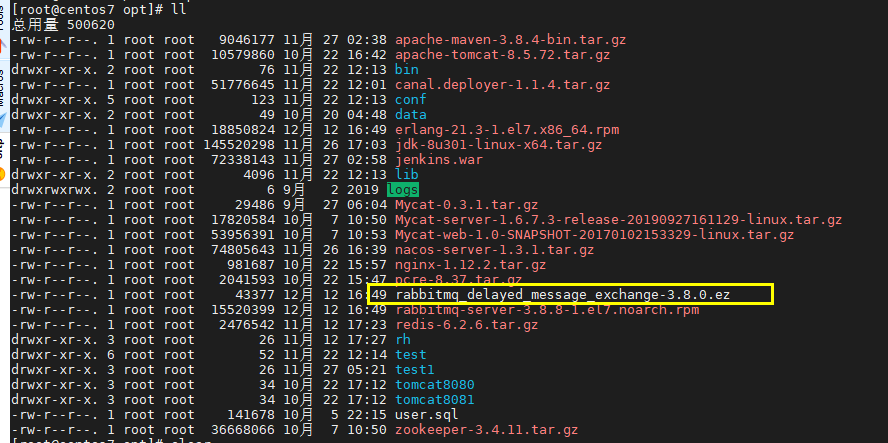 [root@centos7 opt]# ll
总用量 500620
-rw-r--r--. 1 root root   9046177 11月 27 02:38 apache-maven-3.8.4-bin.tar.gz
-rw-r--r--. 1 root root  10579860 10月 22 16:42 apache-tomcat-8.5.72.tar.gz
drwxr-xr-x. 2 root root        76 11月 22 12:13 bin
-rw-r--r--. 1 root root  51776645 11月 22 12:01 canal.deployer-1.1.4.tar.gz
drwxr-xr-x. 5 root root       123 11月 22 12:13 conf
drwxr-xr-x. 2 root root        49 10月 20 04:48 data
-rw-r--r--. 1 root root  18850824 12月 12 16:49 erlang-21.3-1.el7.x86_64.rpm
-rw-r--r--. 1 root root 145520298 11月 26 17:03 jdk-8u301-linux-x64.tar.gz
-rw-r--r--. 1 root root  72338143 11月 27 02:58 jenkins.war
drwxr-xr-x. 2 root root      4096 11月 22 12:13 lib
drwxrwxrwx. 2 root root         6 9月   2 2019 logs
-rw-r--r--. 1 root root     29486 9月  27 06:04 Mycat-0.3.1.tar.gz
-rw-r--r--. 1 root root  17820584 10月  7 10:50 Mycat-server-1.6.7.3-release-20190927161129-linux.tar.gz
-rw-r--r--. 1 root root  53956391 10月  7 10:53 Mycat-web-1.0-SNAPSHOT-20170102153329-linux.tar.gz
-rw-r--r--. 1 root root  74805643 11月 26 16:39 nacos-server-1.3.1.tar.gz
-rw-r--r--. 1 root root    981687 10月 22 15:57 nginx-1.12.2.tar.gz
-rw-r--r--. 1 root root   2041593 10月 22 15:47 pcre-8.37.tar.gz
-rw-r--r--. 1 root root     43377 12月 12 16:49 rabbitmq_delayed_message_exchange-3.8.0.ez
-rw-r--r--. 1 root root  15520399 12月 12 16:49 rabbitmq-server-3.8.8-1.el7.noarch.rpm
-rw-r--r--. 1 root root   2476542 11月 12 17:23 redis-6.2.6.tar.gz
drwxr-xr-x. 3 root root        26 11月 12 17:27 rh
drwxr-xr-x. 6 root root        52 11月 22 12:14 test
drwxr-xr-x. 3 root root        26 11月 27 05:21 test1
drwxr-xr-x. 3 root root        34 10月 22 17:12 tomcat8080
drwxr-xr-x. 3 root root        34 10月 22 17:12 tomcat8081
-rw-r--r--. 1 root root    141678 10月  5 22:15 user.sql
-rw-r--r--. 1 root root  36668066 10月  7 10:50 zookeeper-3.4.11.tar.gz